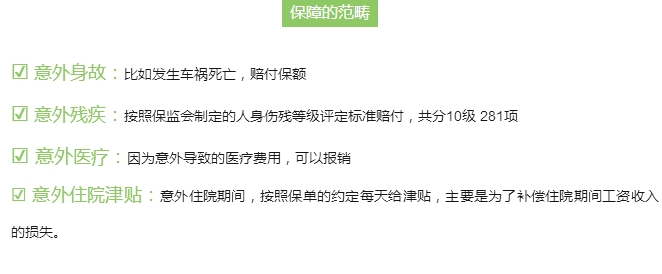 保障的范畴
☑ 意外身故：比如发生车祸死亡，赔付保额
☑ 意外残疾：按照保监会制定的人身伤残等级评定标准赔付，共分10级 281项
☑ 意外医疗：因为意外导致的医疗费用，可以报销
☑ 意外住院津贴：意外住院期间，按照保单的约定每天给津贴，主要是为了补偿住院期间工资收入
的损失。